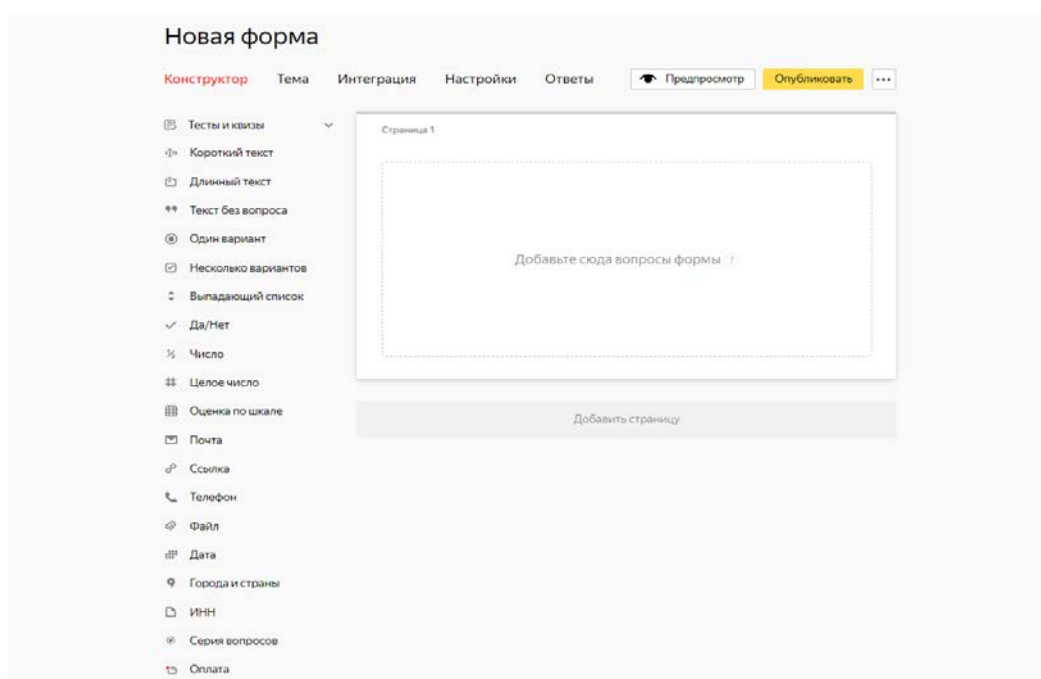 Новая форма
Конструктор Тема Интеграция Настройки Ответы Предпросмотр Опубликовать ...
Тесты и квизы
Страница 1
Короткий текст
Длинный текст
Текст без вопроса
Один вариант
Добавьте сюда вопросы формы ?
Несколько вариантов
Выпадающий список
Да/Нет
Число
Целое число
Оценка по шкале
Добавить страницу
Почта
Ссылка
Телефон
Файл
Дата
Города и страны
ИНН
Серия вопросов
Оплата